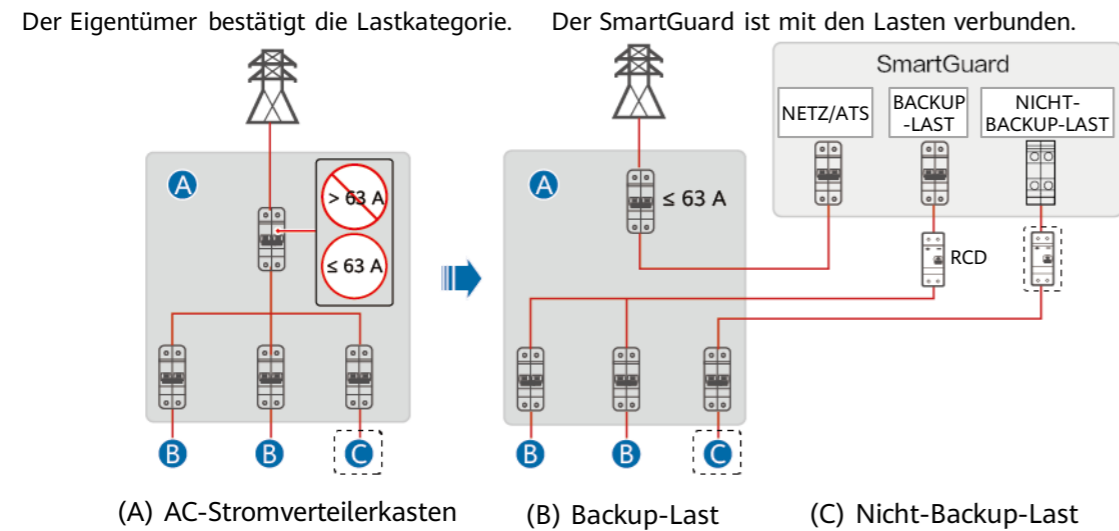 Der Eigentümer bestätigt die Lastkategorie.
Der SmartGuard ist mit den Lasten verbunden.
A
> 63 A
≤ 63 A
B
B
C
A
≤ 63 A
SmartGuard
NETZ/ATS
BACKUP
-LAST
NICHT-
BACKUP-LAST
RCD
B
B
C
(A) AC-Stromverteilerkasten
(B) Backup-Last
(C) Nicht-Backup-Last